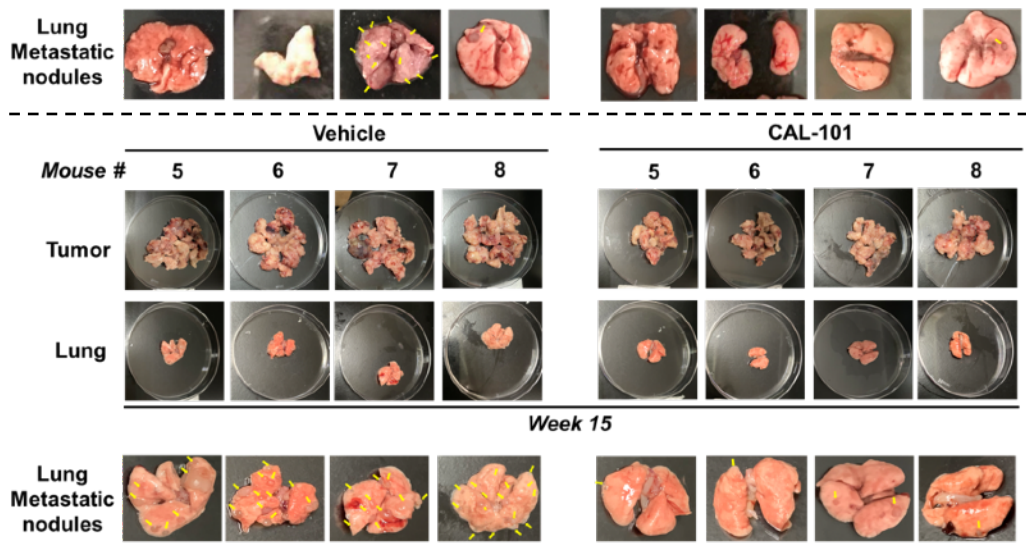 Lung
Metastatic
nodules
Vehicle CAL-101
Mouse # 5 6 7 8 5 6 7 8
Tumor
Lung
Week 15
Lung
Metastatic
nodules